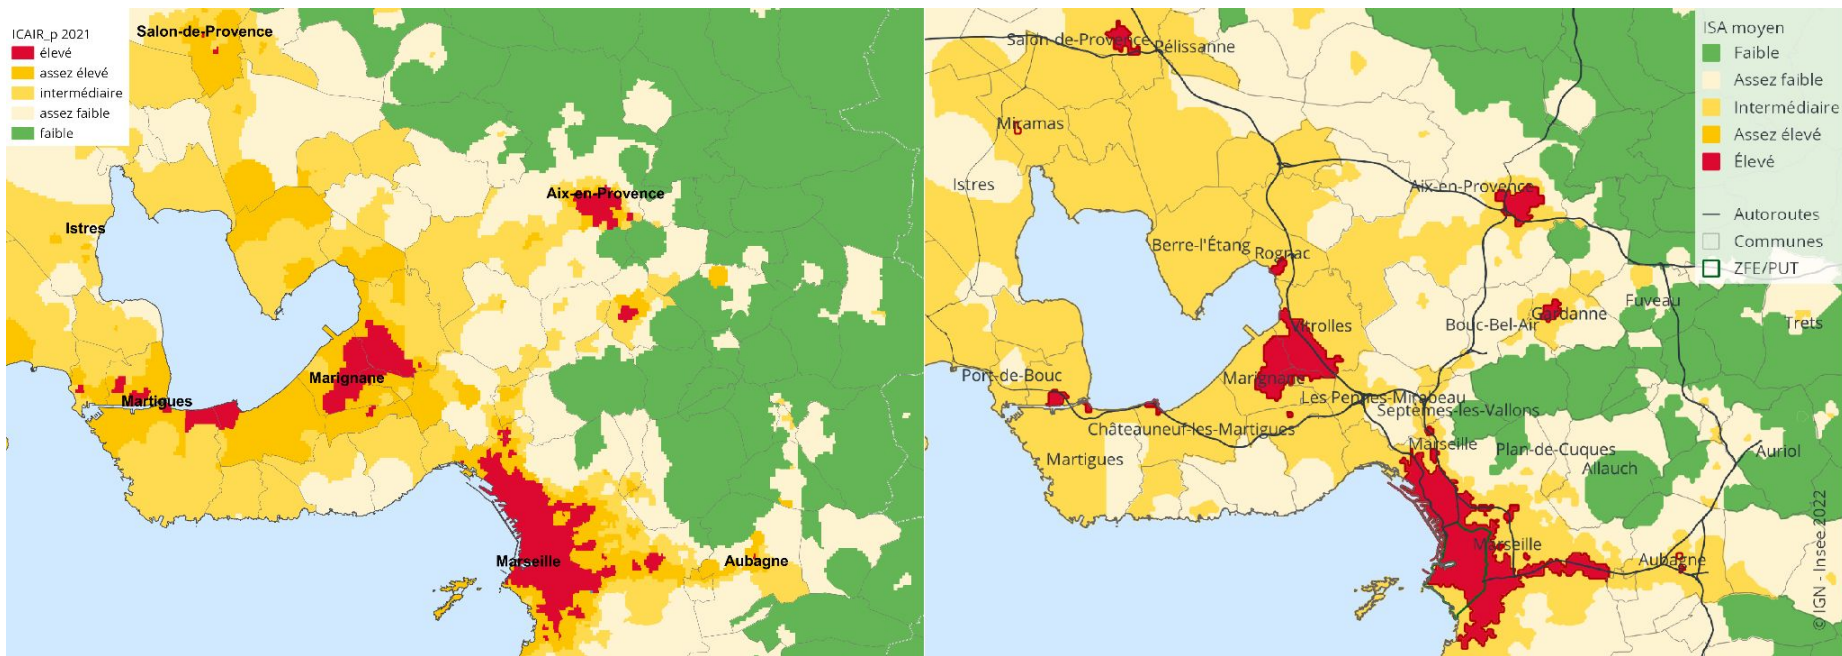 ICAIR_p 2021
élevé
assez élevé
intermédiaire
assez faible
faible
Salon-de-Provence
Aix-en-Provence
Istres
Marignane
Martigues
Marseille
Aubagne
ISA moyen
Faible
Assez faible
Intermédiaire
Assez élevé
Élevé
Autoroutes
Communes
ZFE/PUT
Salon-de-Provence
Pélissanne
Miramas
Istres
Aix-en-Provence
Berre-l'Étang
Rognac
Fuveau
Vitrolles
Gardanne
Bouc-Bel-Air
Trets
Port-de-Bouc
Marignane
Les Pennes-Mirabeau
Septèmes-les-Vallons
Châteauneuf-les-Martigues
Marseille
Plan-de-Cuques
Auriol
Martigues
Allauch
Marseille
Aubagne
© IGN - Insee 2022